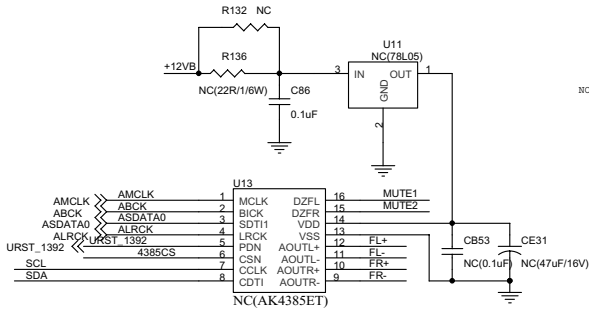 R132 NC
U11
R136
NC(78L05)
+12VB
3
IN
OUT
1
GND
2
NC
NC(22R/1/6W)
C86
0.1uF
U13
AMCLK
AMCLK
1
MCLK
DZFL
16
MUTE1
ABCK
ABCK
2
BICK
DZFR
15
MUTE2
ASDATA0
ASDATA0
3
SDTI1
VDD
14
ALRCK
ALRCK
4
LRCK
VSS
13
URST_1392
URST_1392
5
PDN
AOUTL+
12
FL+
4385CS
6
CSN
AOUTL-
11
FL-
SCL
7
CCLK
AOUTR+
10
FR+
SDA
8
CDTI
AOUTR-
9
FR-
NC(AK4385ET)
CB53
NC(0.1uF)
CE31
NC(47uF/16V)